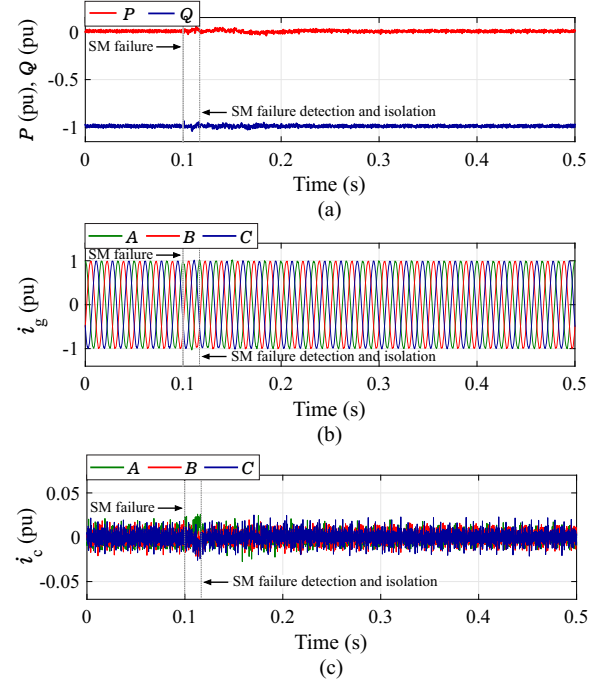 P Q
0
SM failure
-0.5
SM failure detection and isolation
-1
P (pu), Q (pu)
0 0.1 0.2 0.3 0.4 0.5
Time (s)
(a)
A B C
SM failure
1
0
-1
i_g (pu)
SM failure detection and isolation
0 0.1 0.2 0.3 0.4 0.5
Time (s)
(b)
A B C
0.05
SM failure
0
-0.05
i_c (pu)
SM failure detection and isolation
0 0.1 0.2 0.3 0.4 0.5
Time (s)
(c)